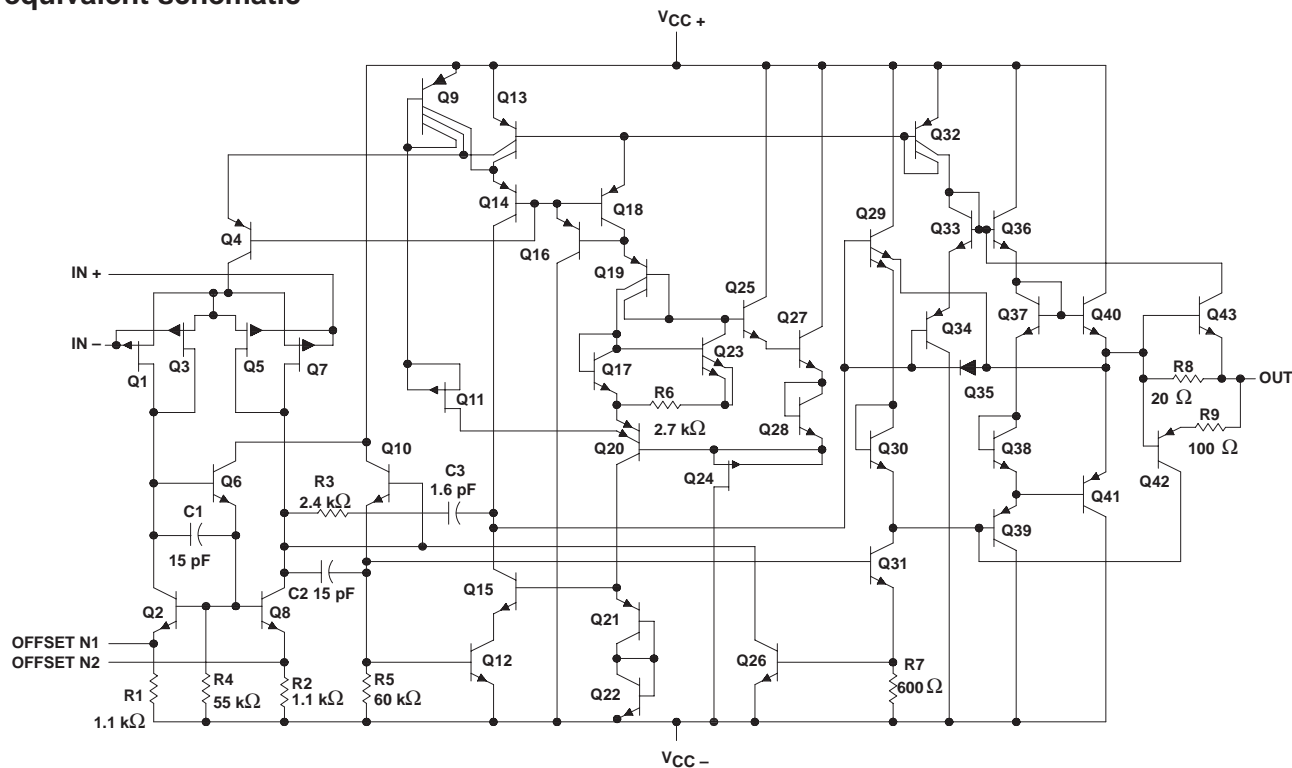 equivalent schematic
VCC +
Q9
Q13
Q32
Q14
Q18
Q29
Q33
Q36
Q4
Q16
Q19
IN +
Q25
Q27
Q37
Q40
Q43
Q34
IN –
Q3
Q5
Q23
Q1
Q7
Q17
R8
OUT
Q11
R6
Q35
20 Ω
R9
2.7 kΩ
Q28
Q10
Q20
Q30
Q38
100 Ω
C3
Q24
Q42
Q6
R3
1.6 pF
Q41
2.4 kΩ
C1
Q39
15 pF
Q31
Q15
C2 15 pF
Q2
Q8
Q21
OFFSET N1
OFFSET N2
Q12
Q26
R7
R1
R4
R2
R5
600 Ω
55 kΩ
1.1 kΩ
60 kΩ
Q22
1.1 kΩ
VCC –